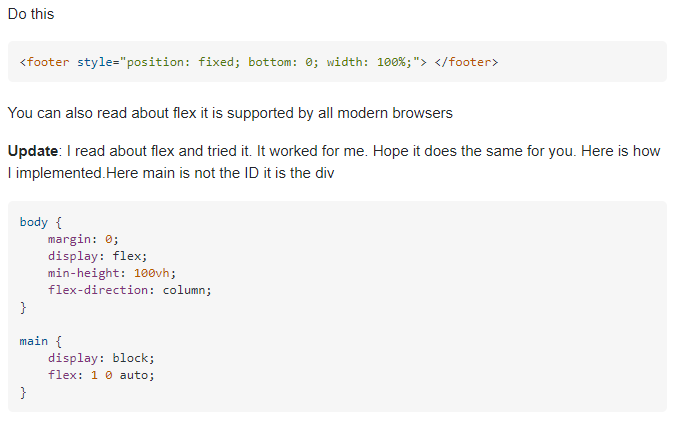 Do this
<footer style="position: fixed; bottom: 0; width: 100%;"> </footer>
You can also read about flex it is supported by all modern browsers
Update: I read about flex and tried it. It worked for me. Hope it does the same for you. Here is how
I implemented.Here main is not the ID it is the div
body {
    margin: 0;
    display: flex;
    min-height: 100vh;
    flex-direction: column;
}
main {
    display: block;
    flex: 1 0 auto;
}